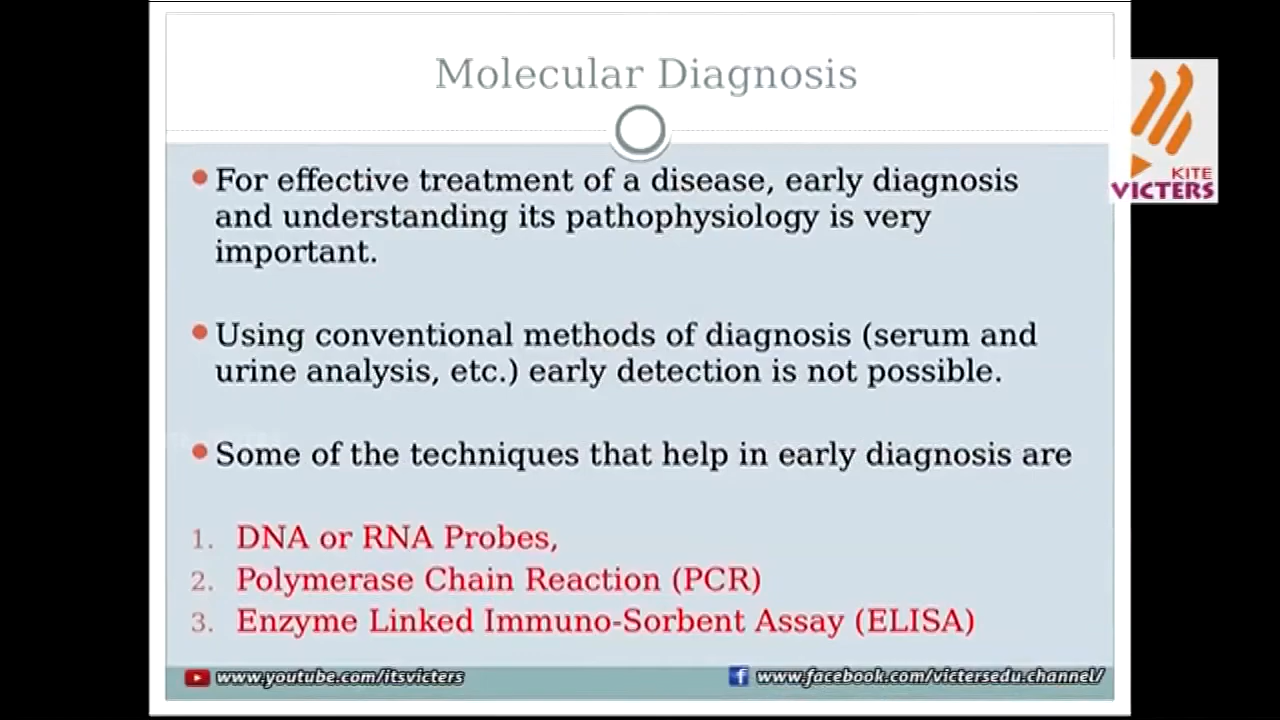 Molecular Diagnosis
KITE
VICTERS
• For effective treatment of a disease, early diagnosis
and understanding its pathophysiology is very
important.
• Using conventional methods of diagnosis (serum and
urine analysis, etc.) early detection is not possible.
• Some of the techniques that help in early diagnosis are
1. DNA or RNA Probes,
2. Polymerase Chain Reaction (PCR)
3. Enzyme Linked Immuno-Sorbent Assay (ELISA)
www.youtube.com/itsvicters
www.facebook.com/victersedu.channel/